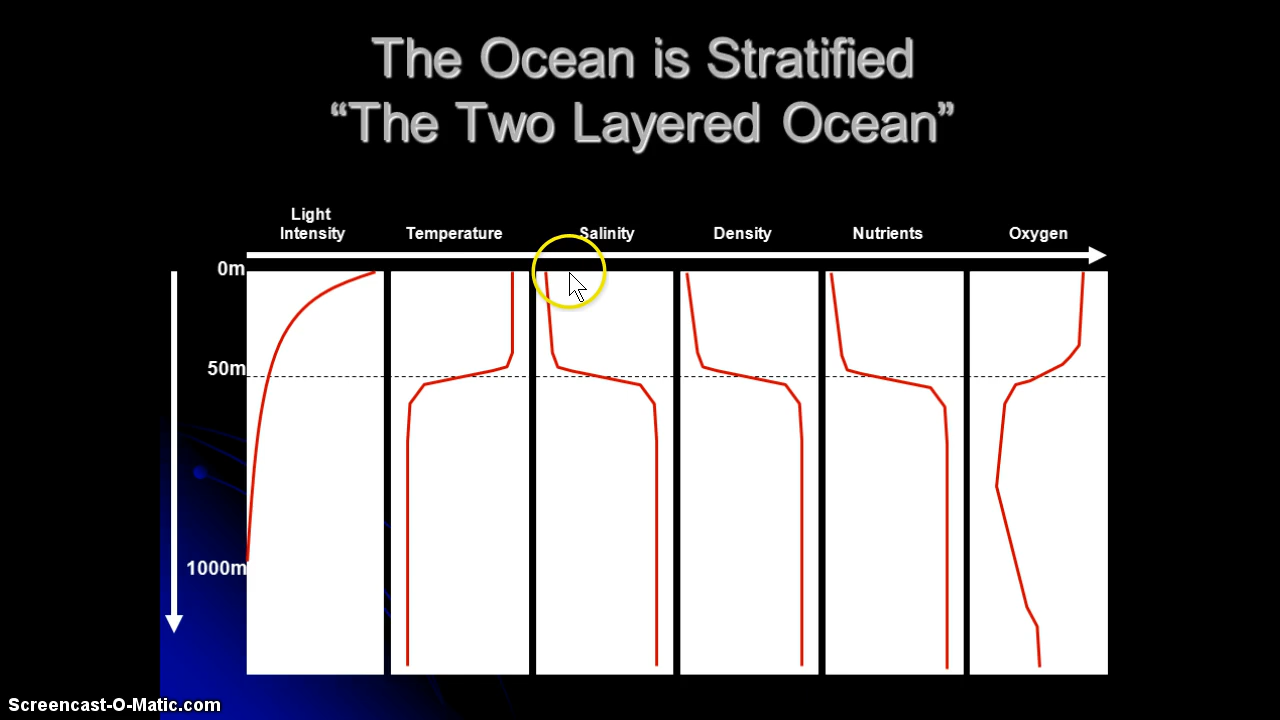 The Ocean is Stratified
“The Two Layered Ocean”
Light
Intensity
Temperature
Salinity
Density
Nutrients
Oxygen
0m
50m
1000m
Screencast-O-Matic.com